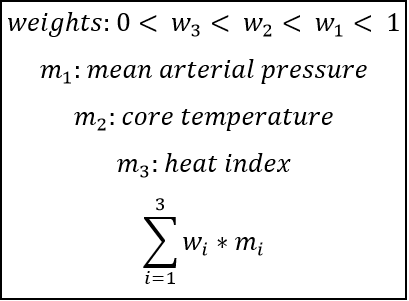 weights: 0 < w₃ < w₂ < w₁ < 1
m₁: mean arterial pressure
m₂: core temperature
m₃: heat index
3
∑ wᵢ * mᵢ
i=1